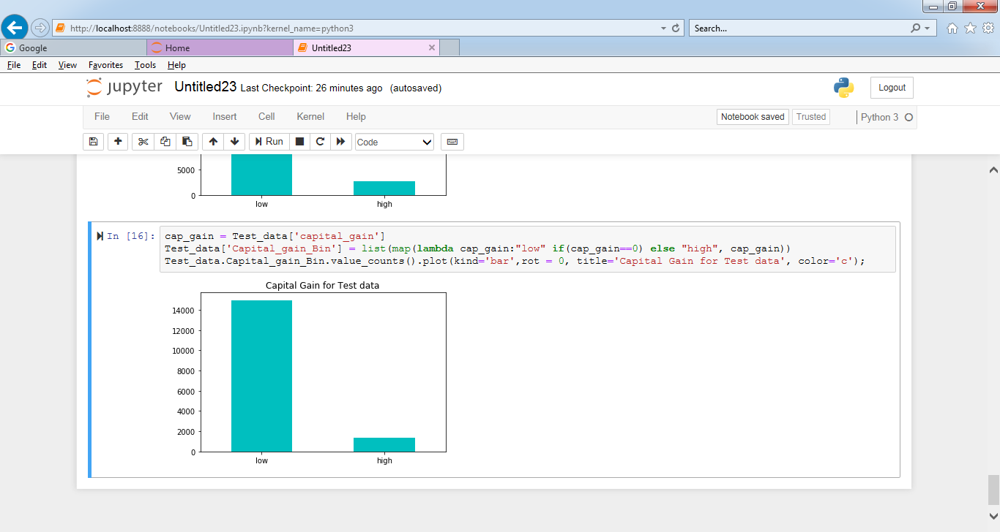 http://localhost:8888/notebooks/Untitled23.ipynb?kernel_name=python3
Search...
Google
Home
Untitled23
File Edit View Favorites Tools Help
jupyter Untitled23 Last Checkpoint: 26 minutes ago (autosaved)
Logout
File Edit View Insert Cell Kernel Help
Notebook saved Trusted Python 3
Run Code
5000
0
low high
In [16]:
cap_gain = Test_data['capital_gain']
Test_data['Capital_gain_Bin'] = list(map(lambda cap_gain:"low" if(cap_gain==0) else "high", cap_gain))
Test_data.Capital_gain_Bin.value_counts().plot(kind='bar',rot = 0, title='Capital Gain for Test data', color='c');
Capital Gain for Test data
14000
12000
10000
8000
6000
4000
2000
0
low high